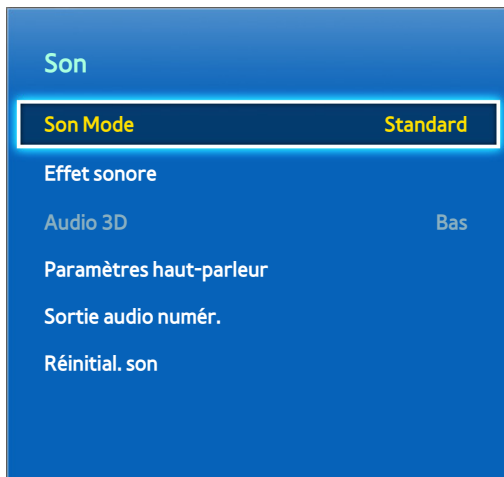 Son
Son Mode Standard
Effet sonore
Audio 3D Bas
Paramètres haut-parleur
Sortie audio numér.
Réinitial. son